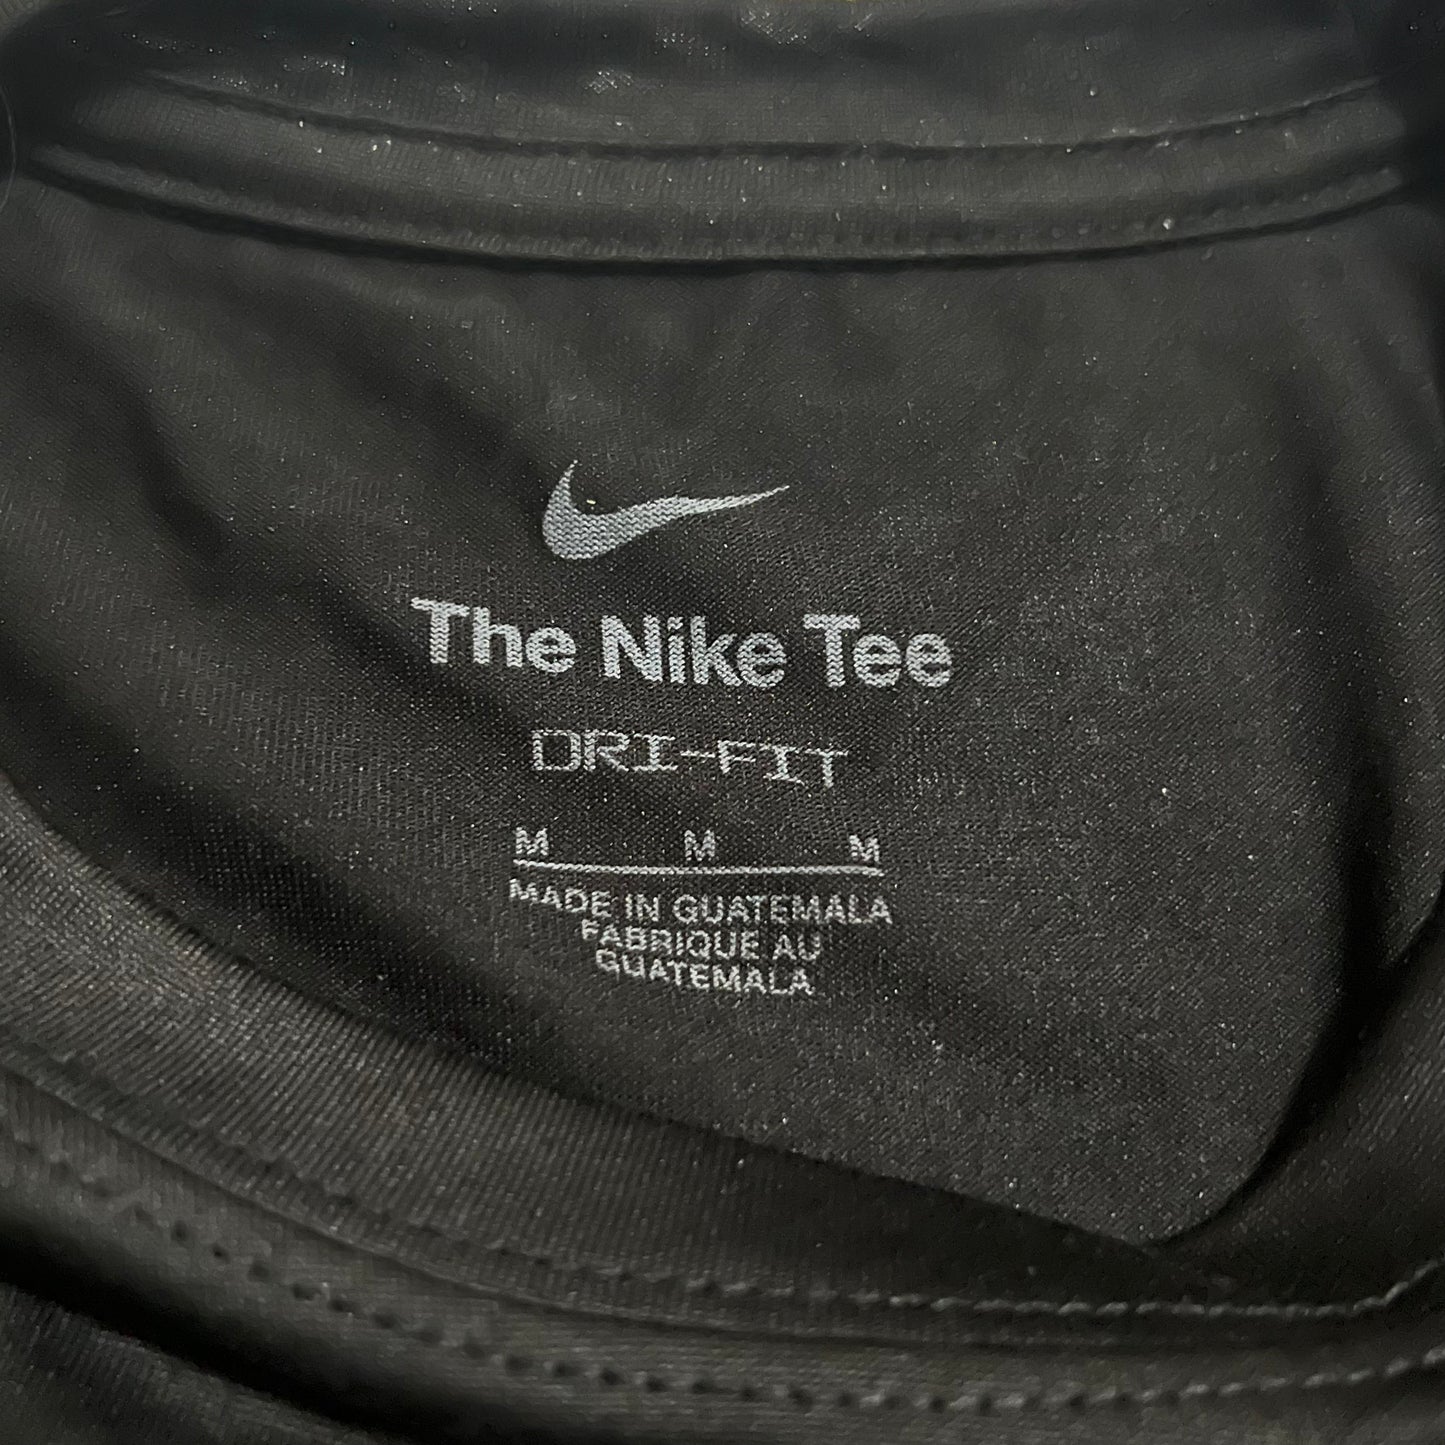 The Nike Tee
DRI-FIT
M M M
MADE IN GUATEMALA
FABRIQUE AU
GUATEMALA